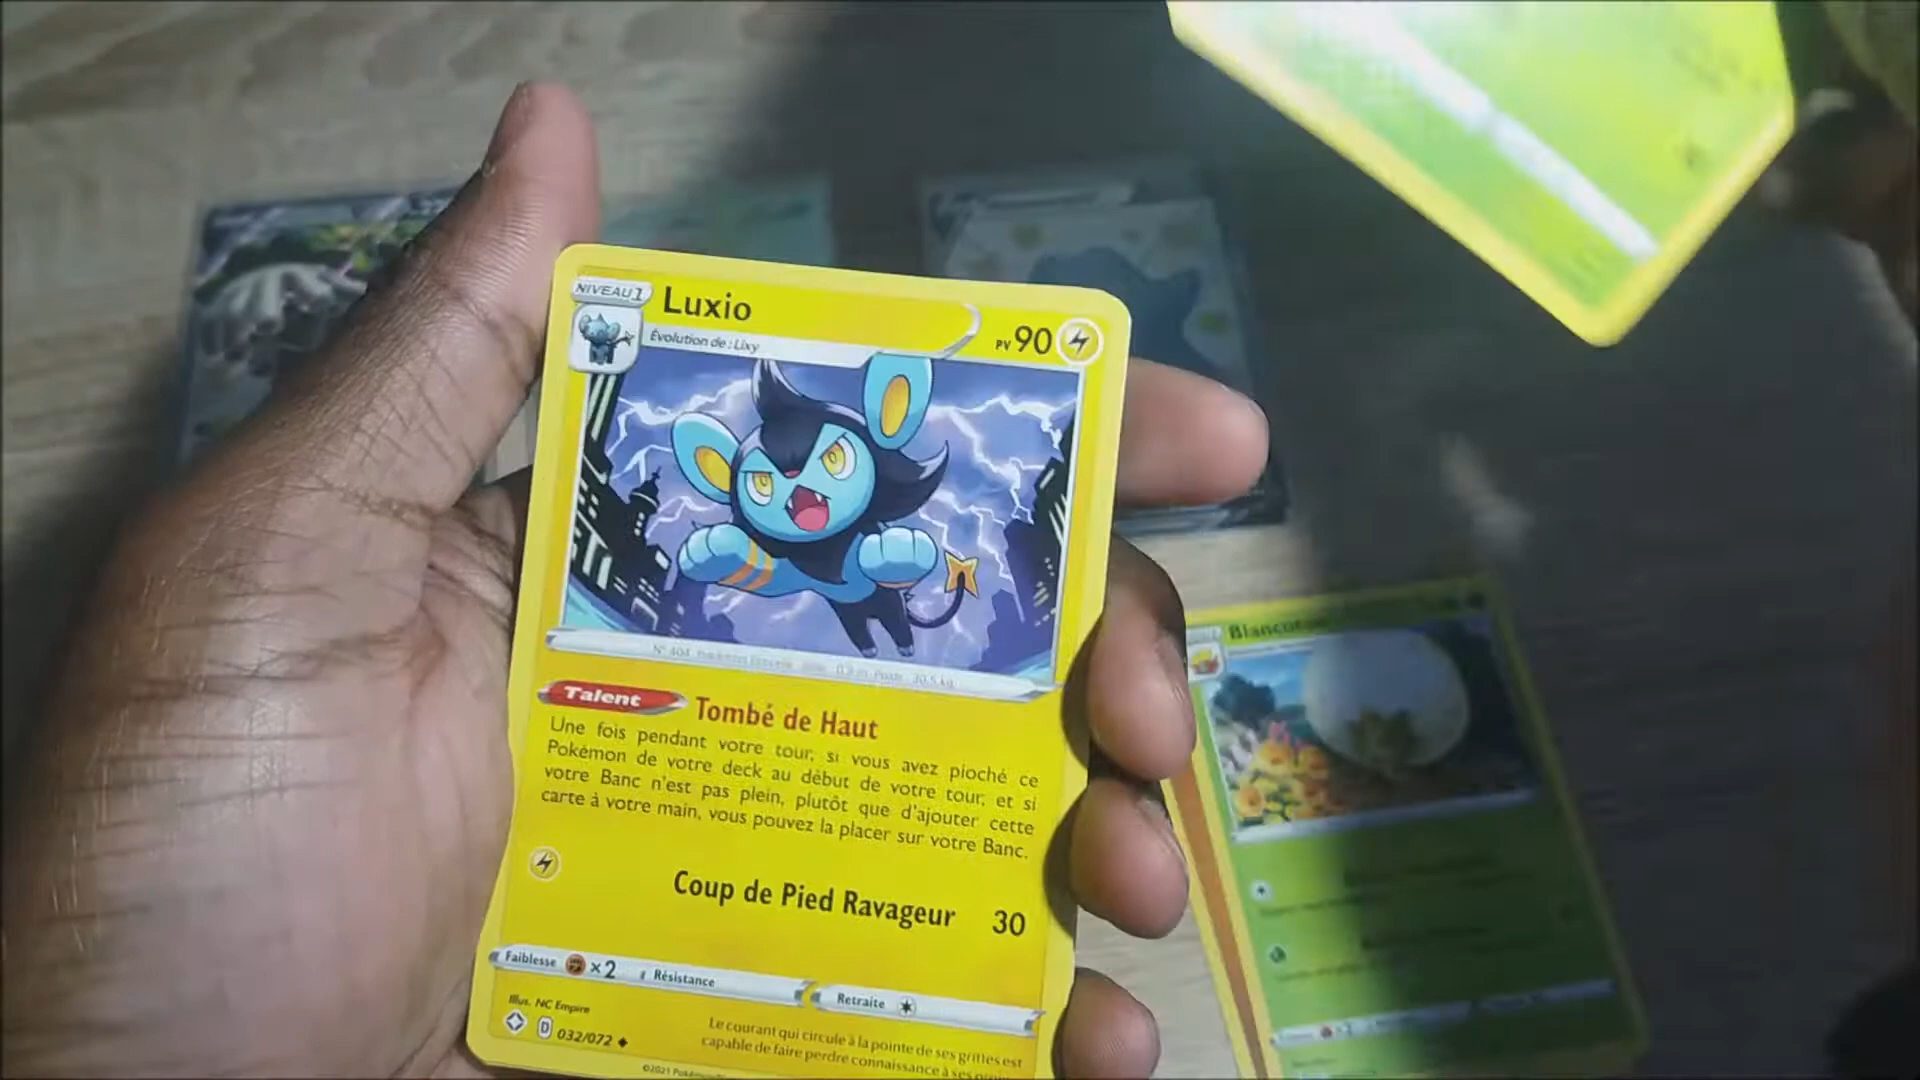 NIVEAU 1
Luxio
PV 90
Évolution de : Lixy
Talent
Tombé de Haut
Une fois pendant votre tour, si vous avez pioché ce
Pokémon de votre deck au début de votre tour, et si
votre Banc n'est pas plein, plutôt que d'ajouter cette
carte à votre main, vous pouvez la placer sur votre Banc.
Coup de Pied Ravageur 30
Faiblesse ×2 Résistance
Retraite
Illus. NC Empire
D 032/072
Le courant qui circule à la pointe de ses griffes est
capable de faire perdre connaissance à ses
©2021 Pokémon